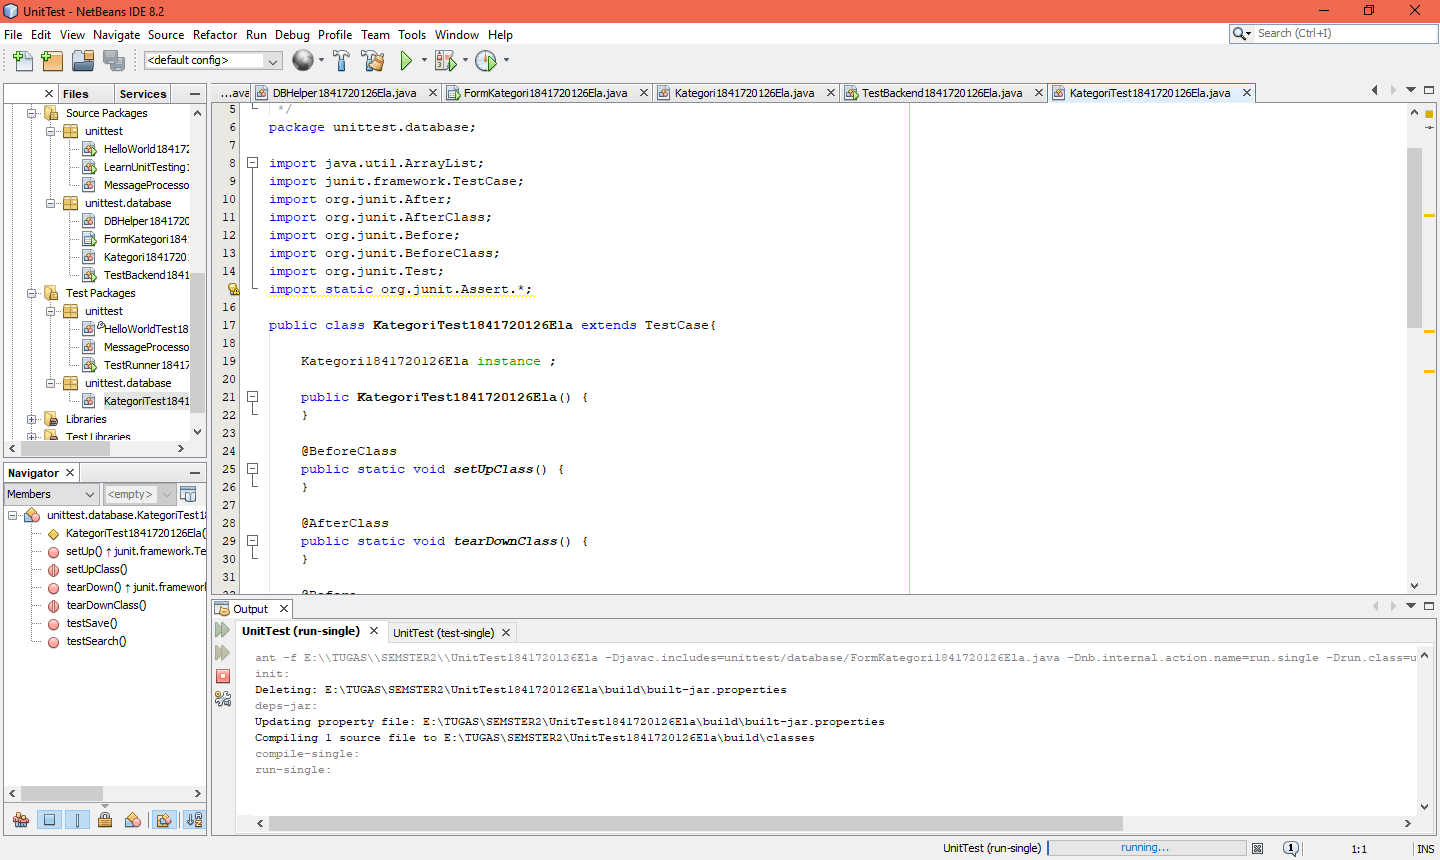 UnitTest - NetBeans IDE 8.2
File Edit View Navigate Source Refactor Run Debug Profile Team Tools Window Help
Search (Ctrl+I)
<default config>
Files
Services
Source Packages
unittest
HelloWorld18417
LearnUnitTesting1
MessageProcesso
unittest.database
DBHelper1841720
FormKategori184
Kategori1841720
TestBackend1841
Test Packages
unittest
HelloWorldTest18
MessageProcesso
TestRunner18417
unittest.database
KategoriTest1841
Libraries
Test Libraries
Navigator
Members
<empty>
unittest.database.KategoriTest18
KategoriTest1841720126Ela()
setUp() ↑ junit.framework.Te
setUpClass()
tearDown() ↑ junit.framework
tearDownClass()
testSave()
testSearch()
...ava
DBHelper1841720126Ela.java
FormKategori1841720126Ela.java
Kategori1841720126Ela.java
TestBackend1841720126Ela.java
KategoriTest1841720126Ela.java
5 */
6 package unittest.database;
7
8 import java.util.ArrayList;
9 import junit.framework.TestCase;
10 import org.junit.After;
11 import org.junit.AfterClass;
12 import org.junit.Before;
13 import org.junit.BeforeClass;
14 import org.junit.Test;
import static org.junit.Assert.*;
16
17 public class KategoriTest1841720126Ela extends TestCase{
18
19 Kategori1841720126Ela instance ;
20
21 public KategoriTest1841720126Ela() {
22 }
23
24 @BeforeClass
25 public static void setUpClass() {
26 }
27
28 @AfterClass
29 public static void tearDownClass() {
30 }
31
32 @Before
Output
UnitTest (run-single)
UnitTest (test-single)
ant -f E:\\TUGAS\\SEMSTER2\\UnitTest1841720126Ela -Djavac.includes=unittest/database/FormKategori1841720126Ela.java -Dnb.internal.action.name=run.single -Drun.class=u
init:
Deleting: E:\TUGAS\SEMSTER2\UnitTest1841720126Ela\build\built-jar.properties
deps-jar:
Updating property file: E:\TUGAS\SEMSTER2\UnitTest1841720126Ela\build\built-jar.properties
Compiling 1 source file to E:\TUGAS\SEMSTER2\UnitTest1841720126Ela\build\classes
compile-single:
run-single:
UnitTest (run-single)
running...
1
1:1
INS